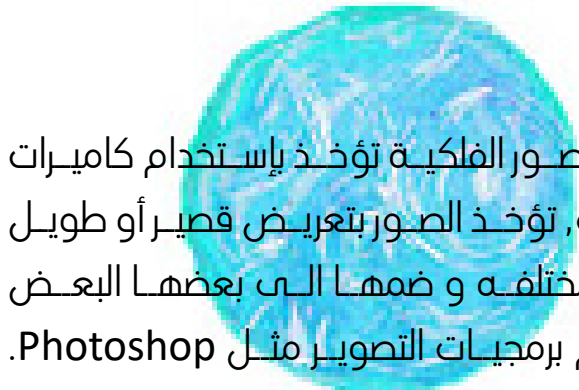 صور الفلكية تؤخذ بإستخدام كاميرات
, تؤخذ الصور بتعريض قصير أو طويل
مختلفه و ضمها الى بعضها البعض
برمجيات التصوير مثل Photoshop.